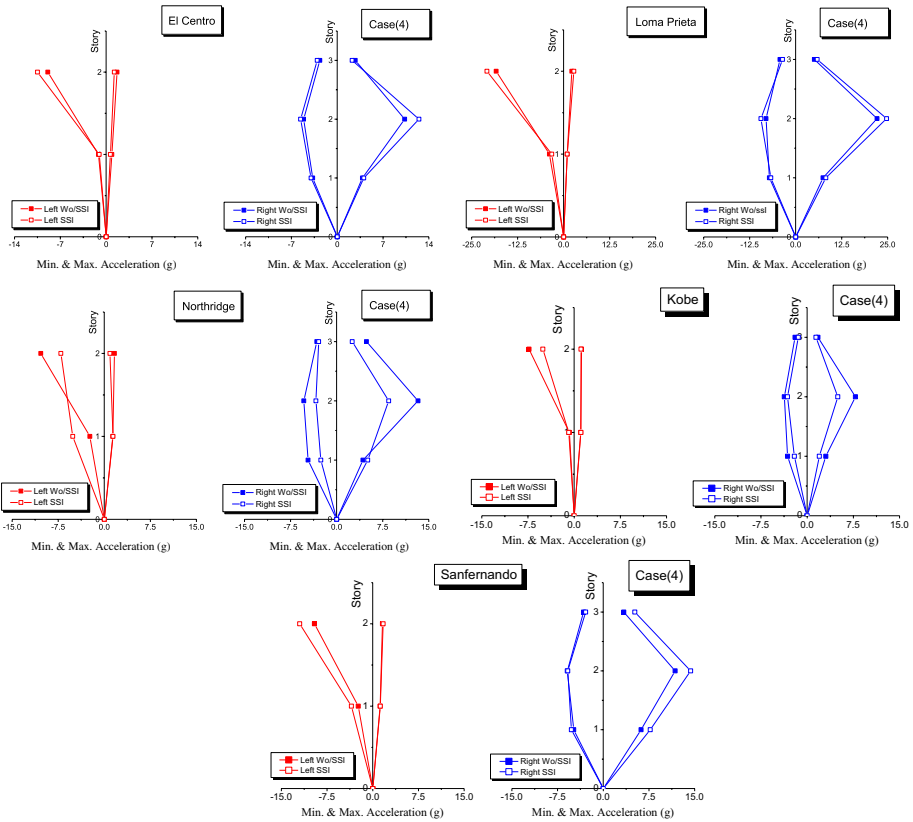 El Centro
Case(4)
Loma Prieta
Case(4)
Story
Story
Story
Story
2
3
2
1
0
2
1
0
3
2
1
0
Left Wo/SSI
Left SSI
Right Wo/SSI
Right SSI
Left Wo/SSI
Left SSI
Right Wo/ssI
Right SSI
-14 -7 0 7 14
-14 -7 0 7 14
-25.0 -12.5 0.0 12.5 25.0
-25.0 -12.5 0.0 12.5 25.0
Min. & Max. Acceleration (g)
Min. & Max. Acceleration (g)
Min. & Max. Acceleration (g)
Min. & Max. Acceleration (g)
Northridge
Case(4)
Kobe
Case(4)
Story
Story
Story
Story
2
1
3
2
1
2
1
3
2
1
0
Left Wo/SSI
Left SSI
Right Wo/SSI
Right SSI
Left Wo/SSI
Left SSI
Right Wo/SSI
Right SSI
-15.0 -7.5 0.0 7.5 15.0
-15.0 -7.5 0.0 7.5 15.0
-15.0 -7.5 0.0 7.5 15.0
-15.0 -7.5 0.0 7.5 15.0
Min. & Max. Acceleration (g)
Min. & Max. Acceleration (g)
Min. & Max. Acceleration (g)
Min. & Max. Acceleration (g)
Sanfernando
Case(4)
Story
Story
2
1
0
3
2
1
0
Left Wo/SSI
Left SSI
Right Wo/SSI
Right SSI
-15.0 -7.5 0.0 7.5 15.0
-15.0 -7.5 0.0 7.5 15.0
Min. & Max. Acceleration (g)
Min. & Max. Acceleration (g)